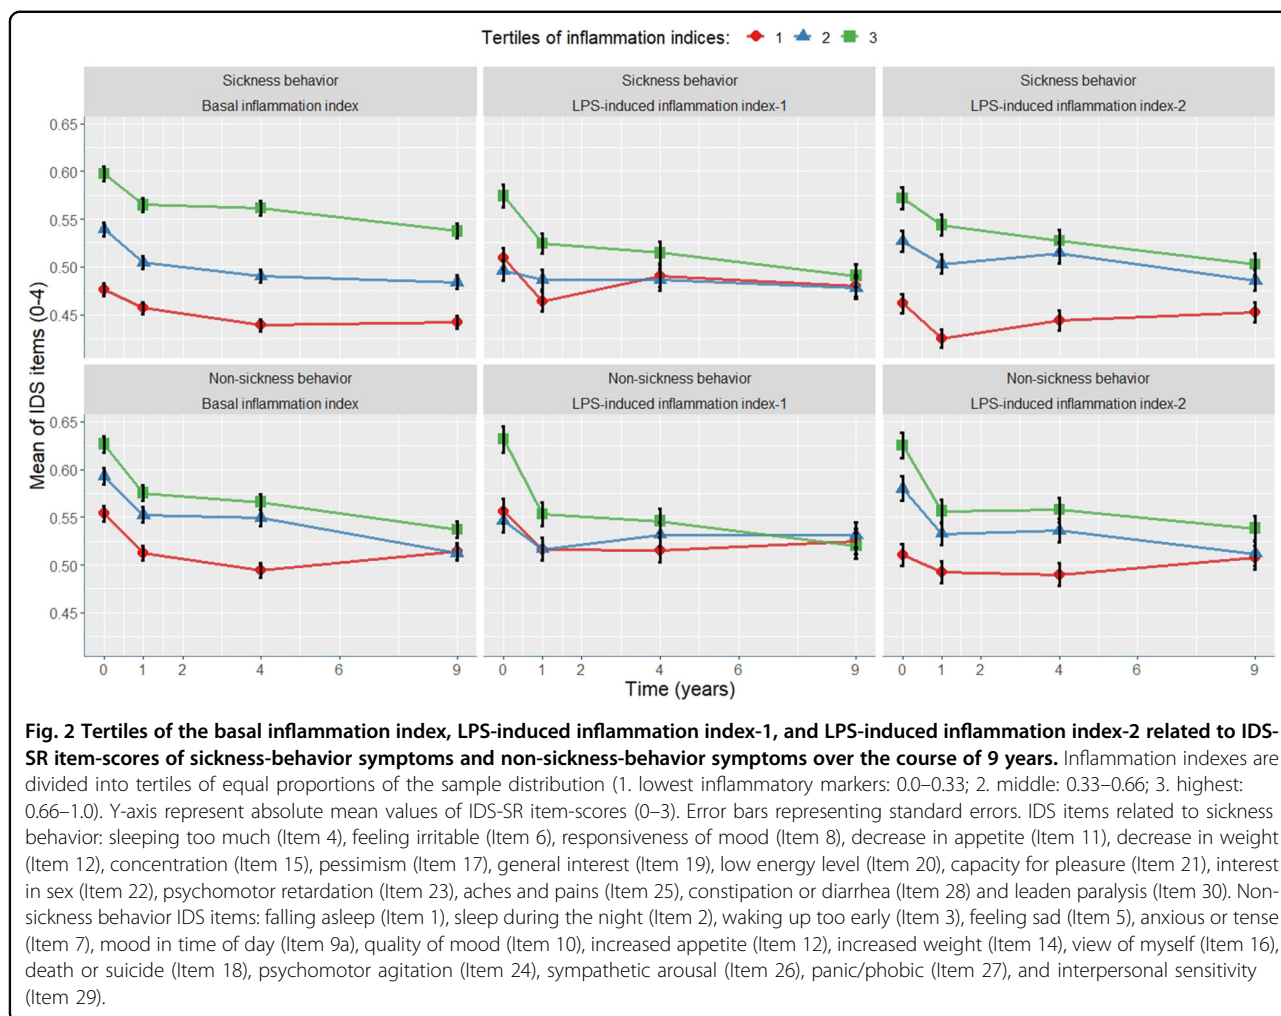 Tertiles of inflammation indices: 1 2 3
Sickness behavior
Basal inflammation index
Sickness behavior
LPS-induced inflammation index-1
Sickness behavior
LPS-induced inflammation index-2
0.65
0.60
0.55
0.50
0.45
Non-sickness behavior
Basal inflammation index
Non-sickness behavior
LPS-induced inflammation index-1
Non-sickness behavior
LPS-induced inflammation index-2
0.65
0.60
0.55
0.50
0.45
Mean of IDS items (0-4)
0 1 2 4 6 9
0 1 2 4 6 9
0 1 2 4 6 9
Time (years)
Fig. 2 Tertiles of the basal inflammation index, LPS-induced inflammation index-1, and LPS-induced inflammation index-2 related to IDS-
SR item-scores of sickness-behavior symptoms and non-sickness-behavior symptoms over the course of 9 years. Inflammation indexes are
divided into tertiles of equal proportions of the sample distribution (1. lowest inflammatory markers: 0.0–0.33; 2. middle: 0.33–0.66; 3. highest:
0.66–1.0). Y-axis represent absolute mean values of IDS-SR item-scores (0–3). Error bars representing standard errors. IDS items related to sickness
behavior: sleeping too much (Item 4), feeling irritable (Item 6), responsiveness of mood (Item 8), decrease in appetite (Item 11), decrease in weight
(Item 12), concentration (Item 15), pessimism (Item 17), general interest (Item 19), low energy level (Item 20), capacity for pleasure (Item 21), interest
in sex (Item 22), psychomotor retardation (Item 23), aches and pains (Item 25), constipation or diarrhea (Item 28) and leaden paralysis (Item 30). Non-
sickness behavior IDS items: falling asleep (Item 1), sleep during the night (Item 2), waking up too early (Item 3), feeling sad (Item 5), anxious or tense
(Item 7), mood in time of day (Item 9a), quality of mood (Item 10), increased appetite (Item 12), increased weight (Item 14), view of myself (Item 16),
death or suicide (Item 18), psychomotor agitation (Item 24), sympathetic arousal (Item 26), panic/phobic (Item 27), and interpersonal sensitivity
(Item 29).